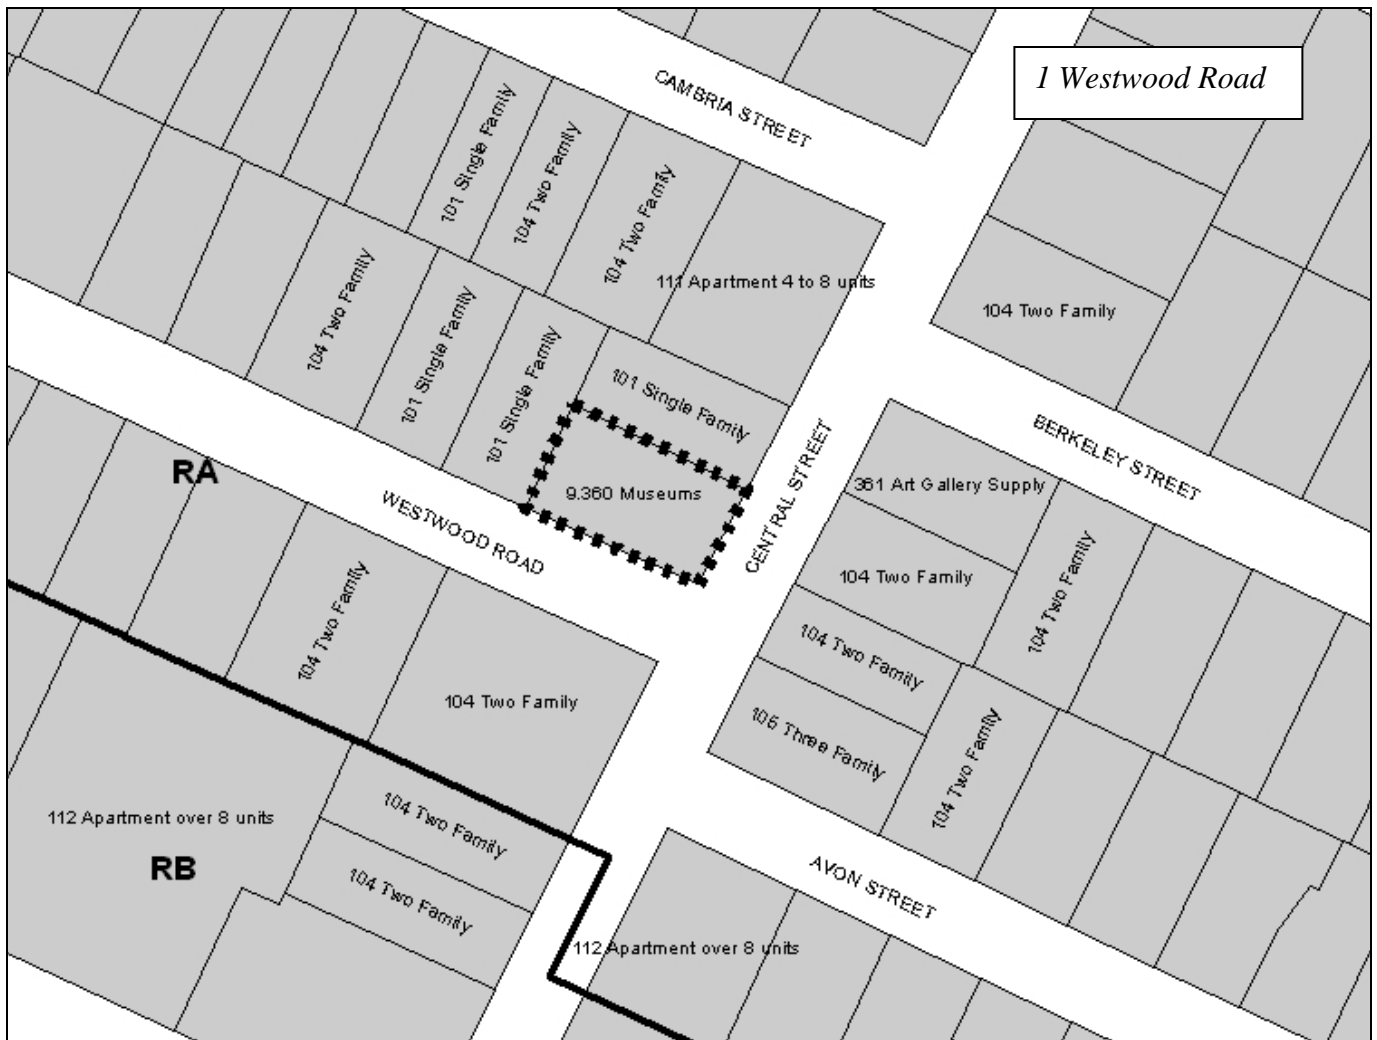 1 Westwood Road
CAMBRIA STREET
101 Single Family
104 Two Family
104 Two Family
111 Apartment 4 to 8 units
104 Two Family
104 Two Family
101 Single Family
101 Single Family
101 Single Family
9.360 Museums
CENTRAL STREET
BERKELEY STREET
RA
WESTWOOD ROAD
361 Art Gallery Supply
104 Two Family
104 Two Family
104 Two Family
104 Two Family
104 Two Family
105 Three Family
104 Two Family
112 Apartment over 8 units
104 Two Family
RB
104 Two Family
AVON STREET
112 Apartment over 8 units